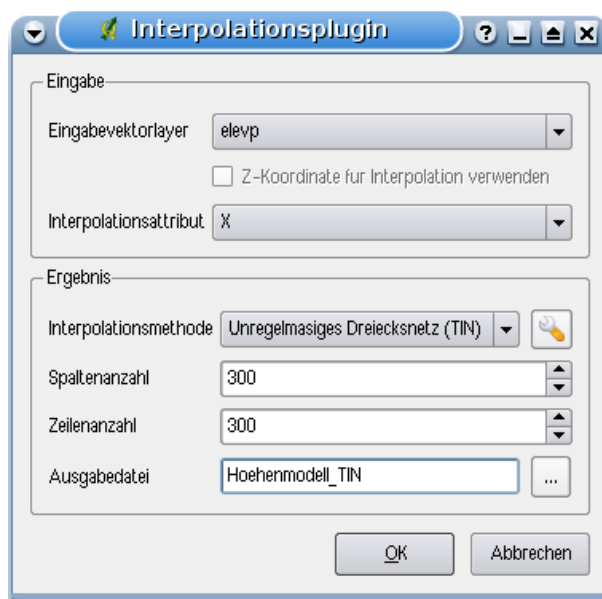 Interpolationsplugin
Eingabe
Eingabevektorlayer elevp
Z-Koordinate fur Interpolation verwenden
Interpolationsattribut X
Ergebnis
Interpolationsmethode Unregelmasiges Dreiecksnetz (TIN)
Spaltenanzahl 300
Zeilenanzahl 300
Ausgabedatei Hoehenmodell_TIN ...
OK Abbrechen